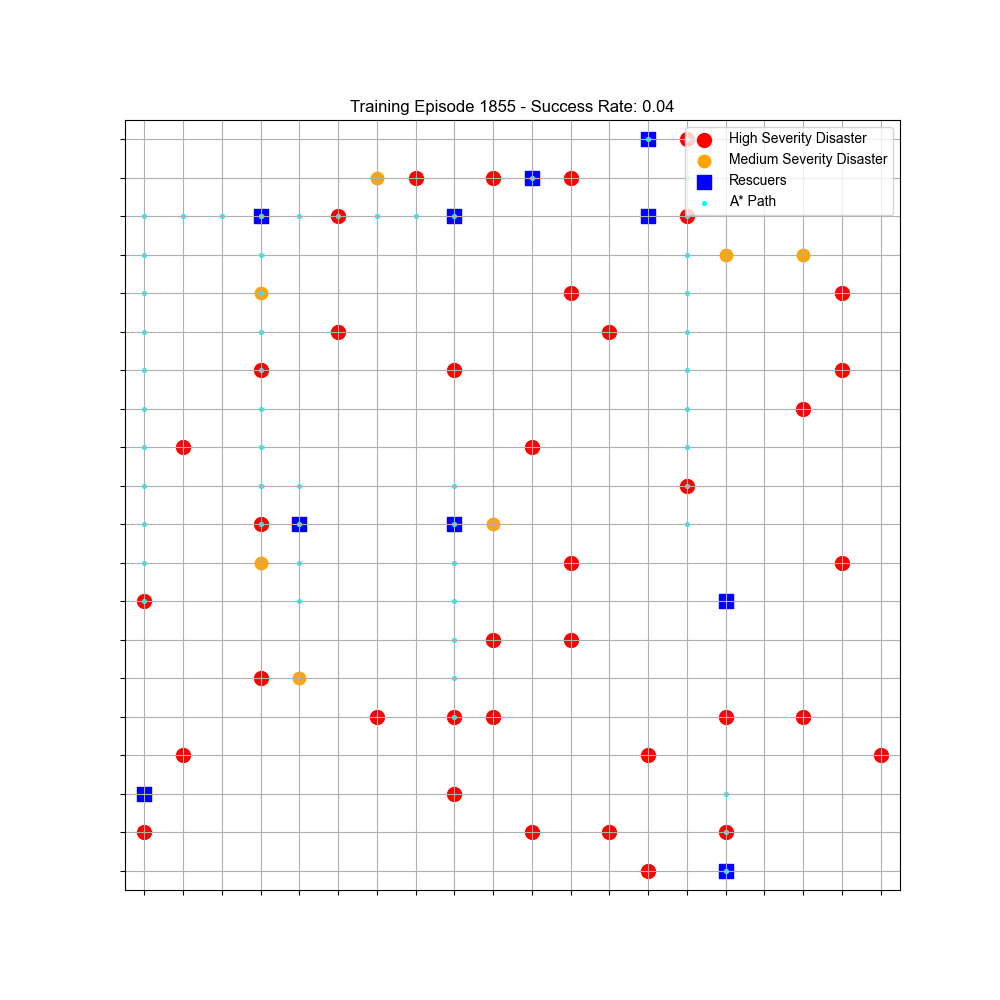 Training Episode 1855 - Success Rate: 0.04
High Severity Disaster
Medium Severity Disaster
Rescuers
A* Path